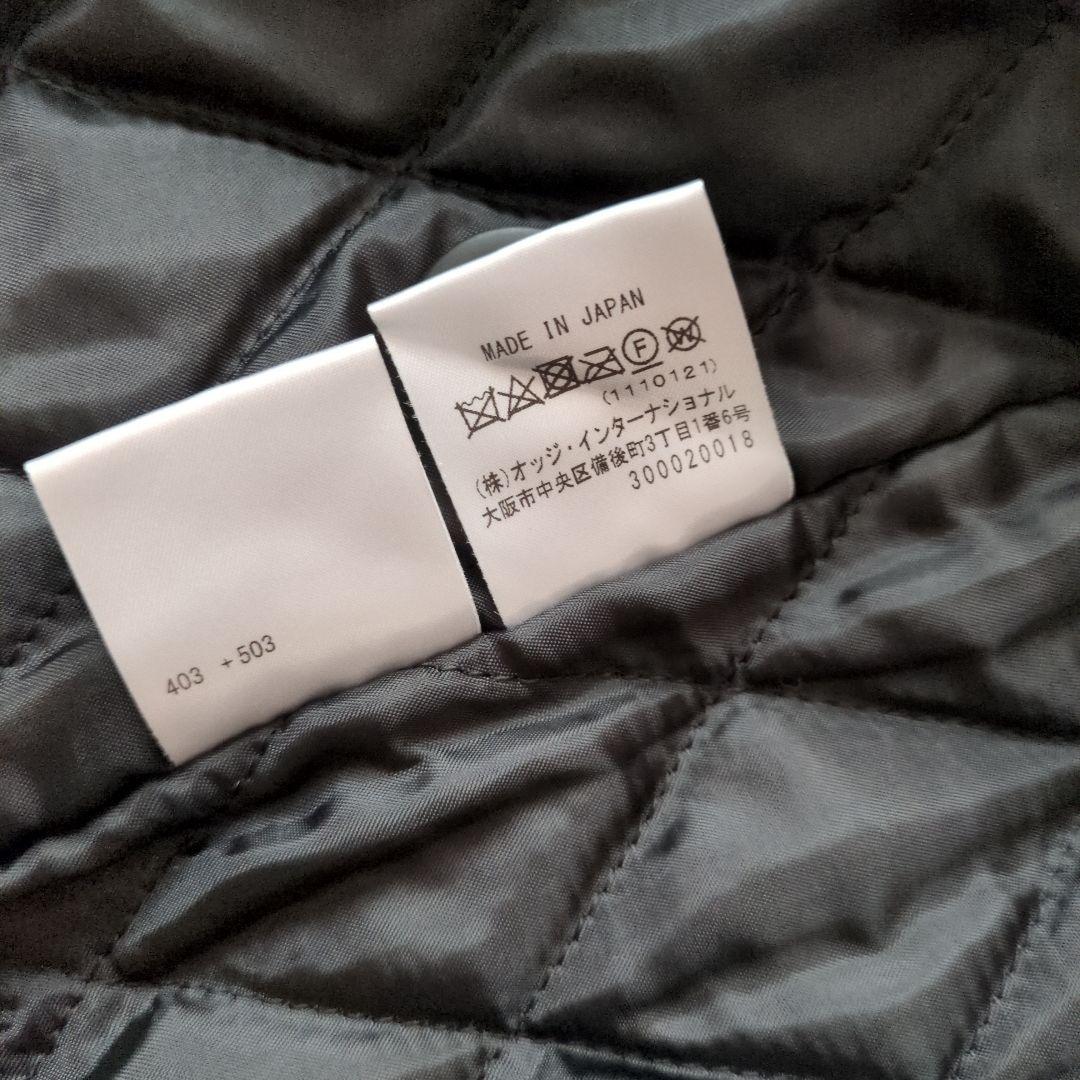 MADE IN JAPAN
F W
(1110121)
(株)オッジ・インターナショナル
大阪市中央区備後町3丁目1番6号
300020018
403 +503